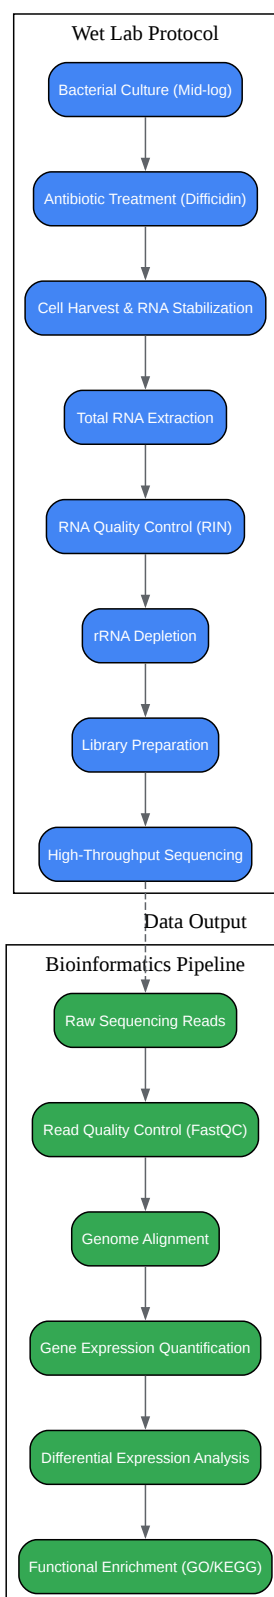 Wet Lab Protocol
Bacterial Culture (Mid-log)
Antibiotic Treatment (Difficidin)
Cell Harvest & RNA Stabilization
Total RNA Extraction
RNA Quality Control (RIN)
rRNA Depletion
Library Preparation
High-Throughput Sequencing
Data Output
Bioinformatics Pipeline
Raw Sequencing Reads
Read Quality Control (FastQC)
Genome Alignment
Gene Expression Quantification
Differential Expression Analysis
Functional Enrichment (GO/KEGG)